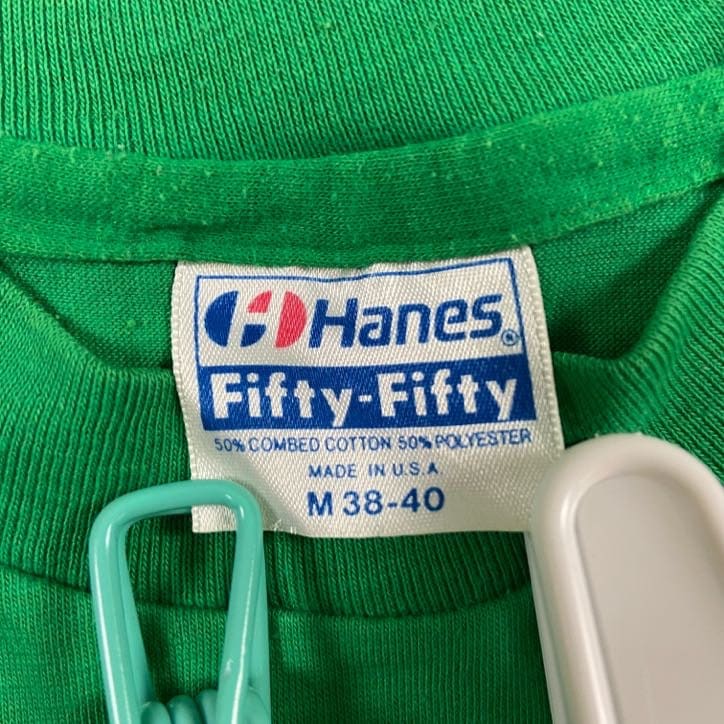 Hanes®
Fifty-Fifty
50% COMBED COTTON 50% POLYESTER
MADE IN U.S.A
M 38-40